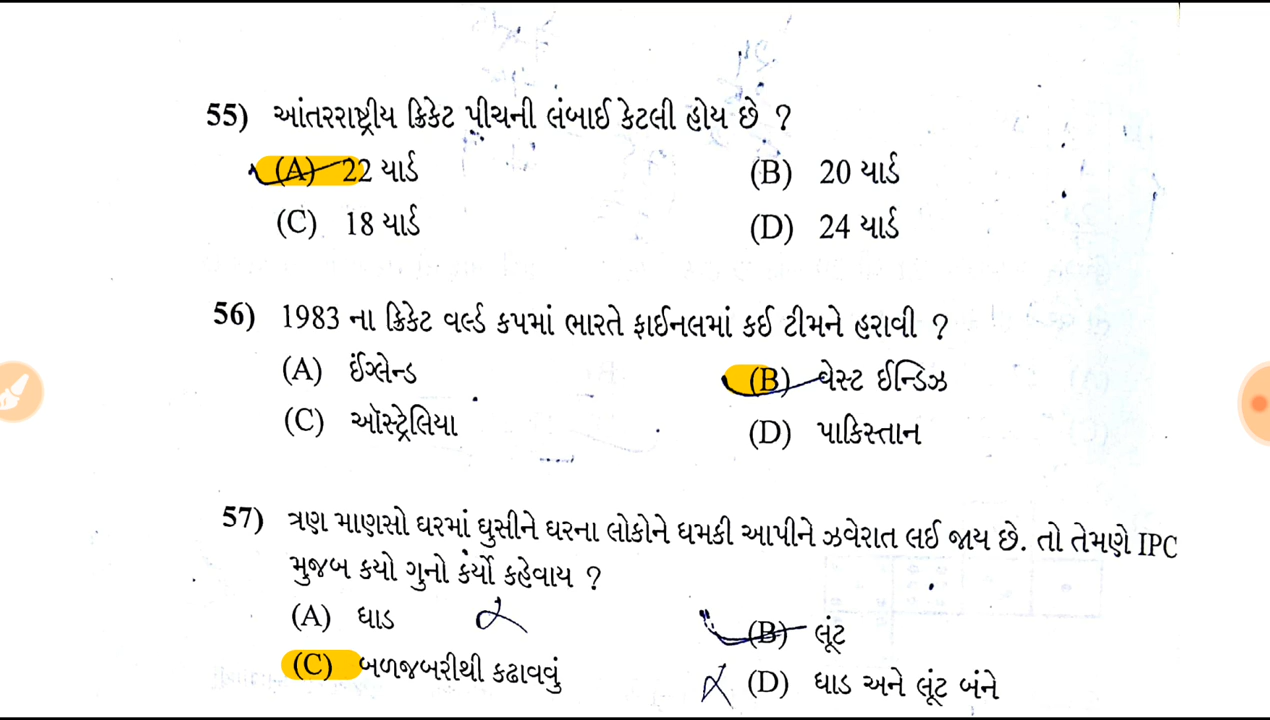 55) આંતરરાષ્ટ્રીય ક્રિકેટ પીચની લંબાઈ કેટલી હોય છે ?
(A) 22 યાર્ડ (B) 20 યાર્ડ
(C) 18 યાર્ડ (D) 24 યાર્ડ
56) 1983 ના ક્રિકેટ વર્લ્ડ કપમાં ભારતે ફાઈનલમાં કઈ ટીમને હરાવી ?
(A) ઈંગ્લેન્ડ (B) વેસ્ટ ઈન્ડિઝ
(C) ઑસ્ટ્રેલિયા (D) પાકિસ્તાન
57) ત્રણ માણસો ઘરમાં ઘુસીને ઘરના લોકોને ધમકી આપીને ઝવેરાત લઈ જાય છે. તો તેમણે IPC
મુજબ કયો ગુનો કર્યો કહેવાય ?
(A) ધાડ (B) લૂંટ
(C) બળજબરીથી કઢાવવું (D) ધાડ અને લૂંટ બંને